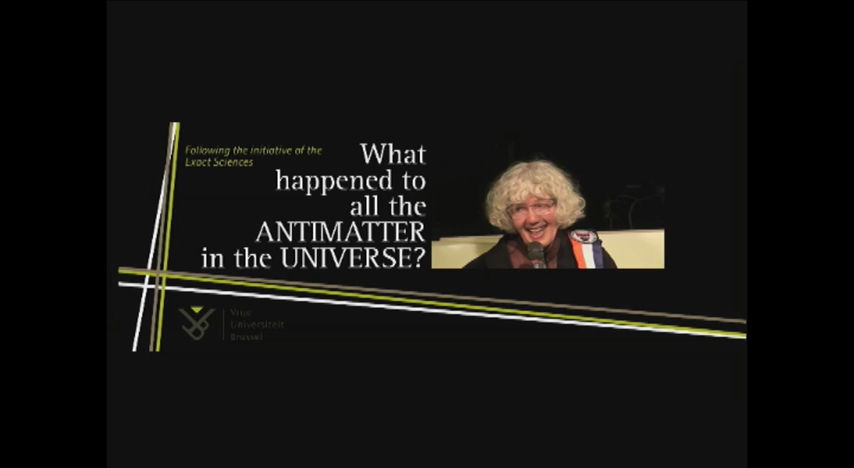 Following the initiative of the
Exact Sciences
What
happened to
all the
ANTIMATTER
in the UNIVERSE?
Vrije
Universiteit
Brussel